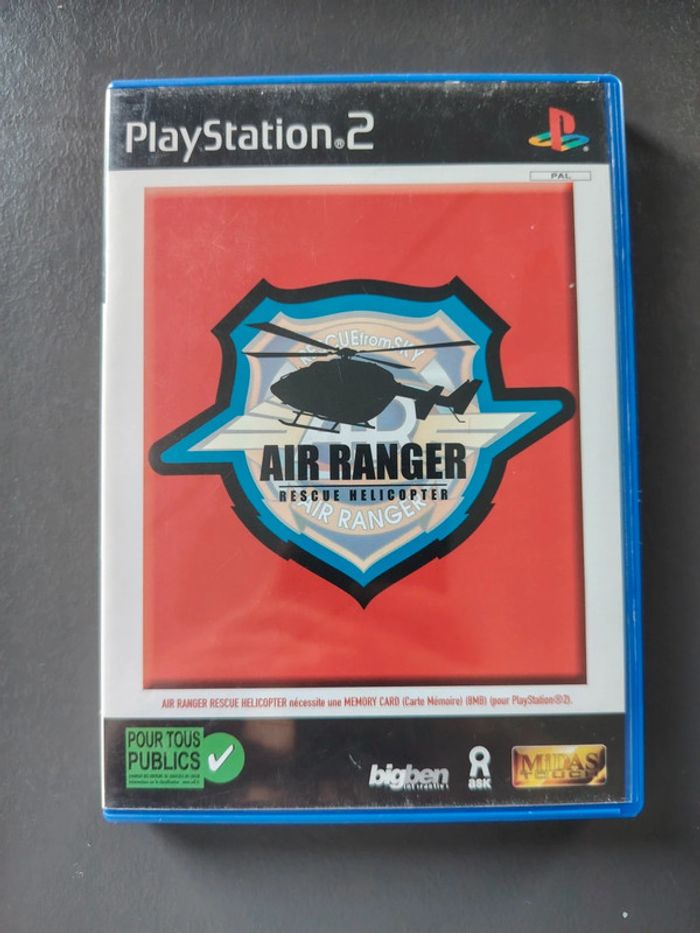 PlayStation®2
PAL
RESCUE from SKY
AIR RANGER
RESCUE HELICOPTER
AIR RANGER
AIR RANGER RESCUE HELICOPTER nécessite une MEMORY CARD (Carte Mémoire) (8MB) (pour PlayStation®2).
POUR TOUS
PUBLICS
bigben
INTERACTIVE
ask
MIDAS
TOUCH